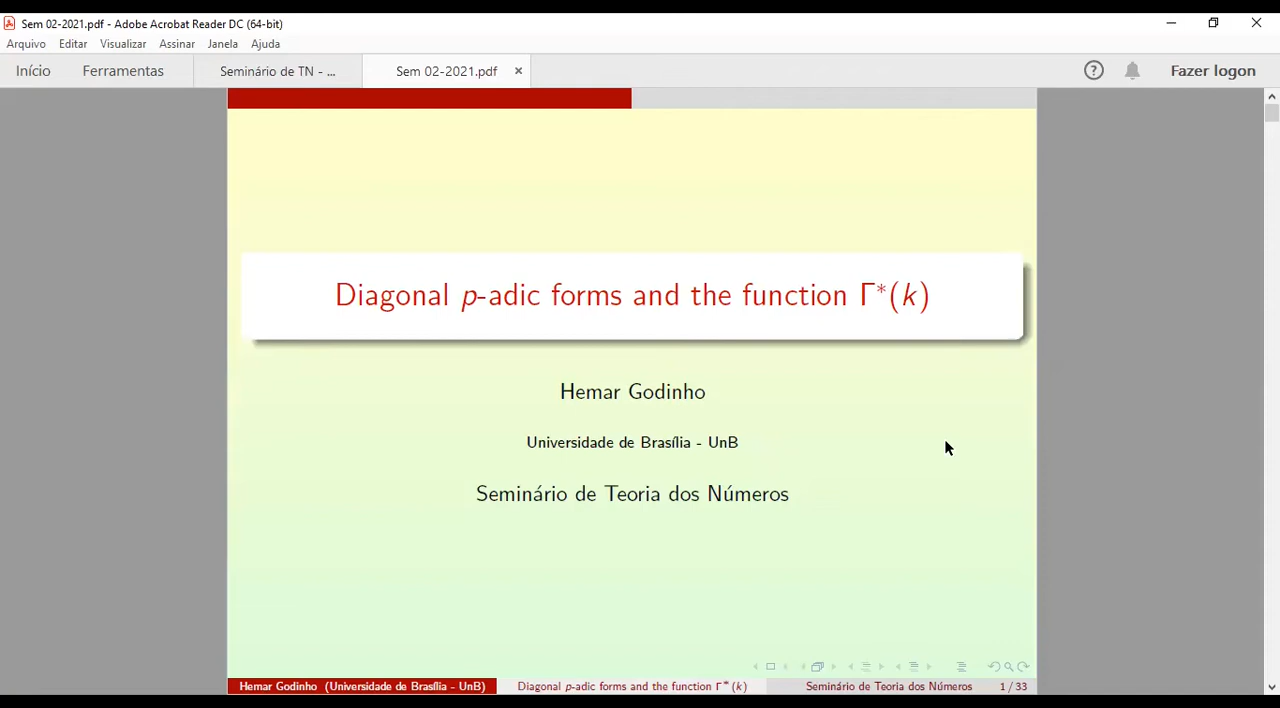 Sem 02-2021.pdf - Adobe Acrobat Reader DC (64-bit)
Arquivo Editar Visualizar Assinar Janela Ajuda
Início Ferramentas Seminário de TN - ... Sem 02-2021.pdf × ? Fazer logon
Diagonal p-adic forms and the function Γ*(k)
Hemar Godinho
Universidade de Brasília - UnB
Seminário de Teoria dos Números
Hemar Godinho (Universidade de Brasília - UnB) Diagonal p-adic forms and the function Γ*(k) Seminário de Teoria dos Números 1 / 33